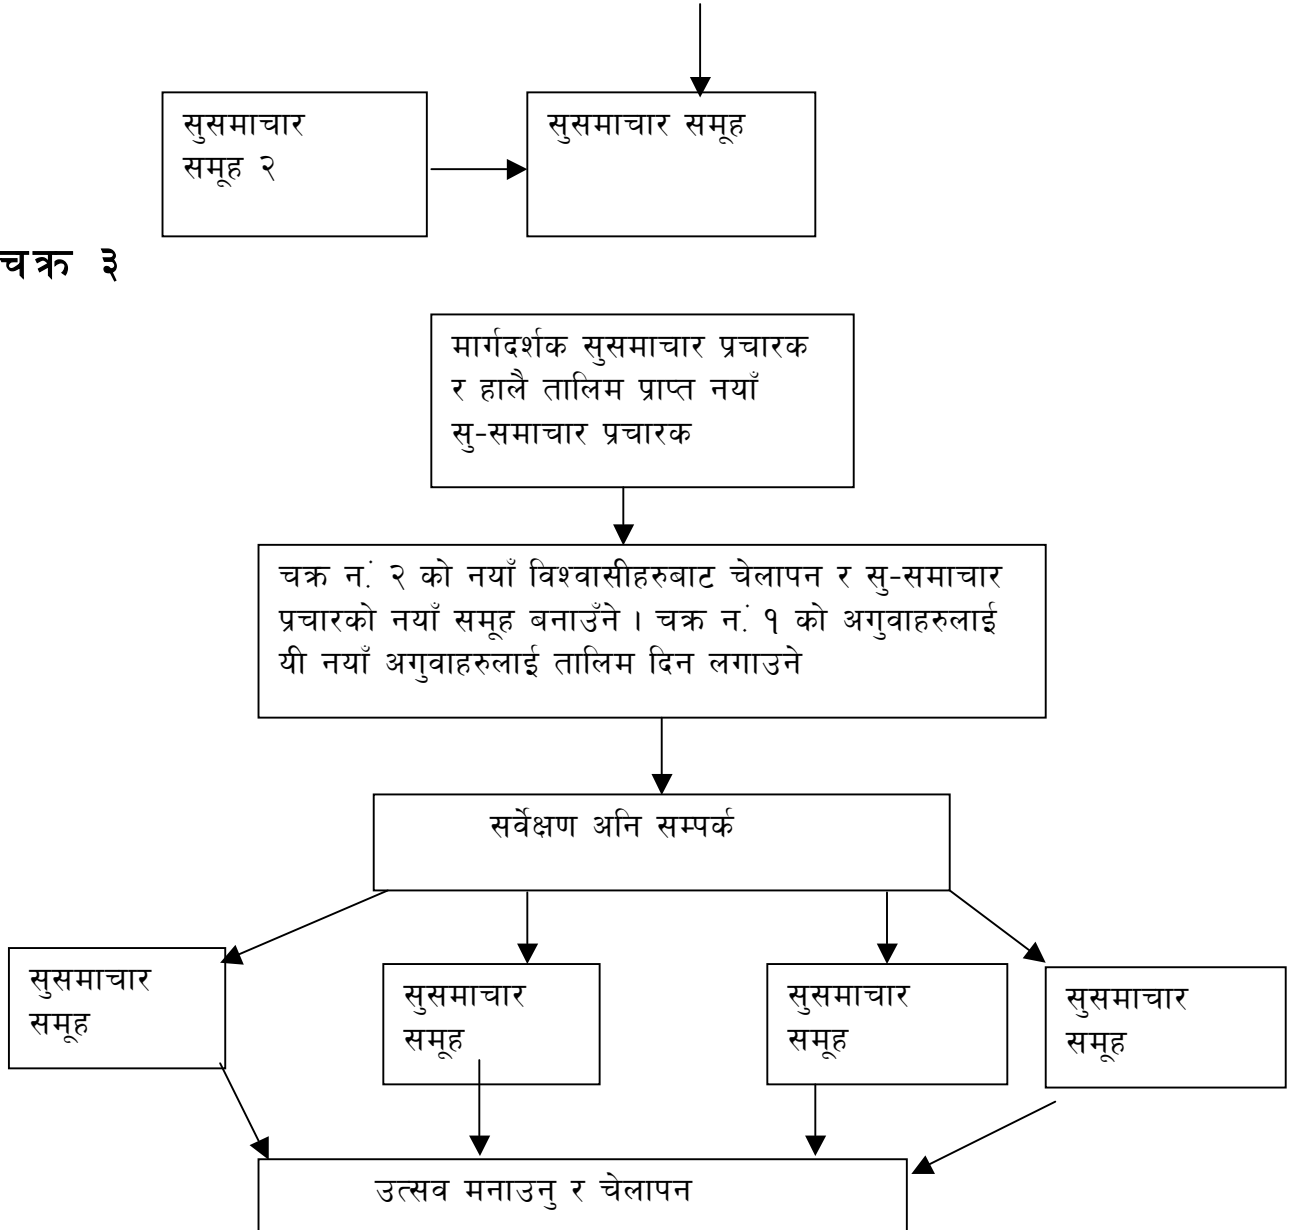 सुसमाचार
समूह २
सुसमाचार समूह
चक्र ३
मार्गदर्शक सुसमाचार प्रचारक
र हालै तालिम प्राप्त नयाँ
सु-समाचार प्रचारक
चक्र न.ं २ को नयाँ विश्वासीहरुबाट चेलापन र सु-समाचार
प्रचारको नयाँ समूह बनाउँने । चक्र न.ं १ को अगुवाहरुलाई
यी नयाँ अगुवाहरुलाई तालिम दिन लगाउने
सर्वेक्षण अनि सम्पर्क
सुसमाचार
समूह
सुसमाचार
समूह
सुसमाचार
समूह
सुसमाचार
समूह
उत्सव मनाउनु र चेलापन